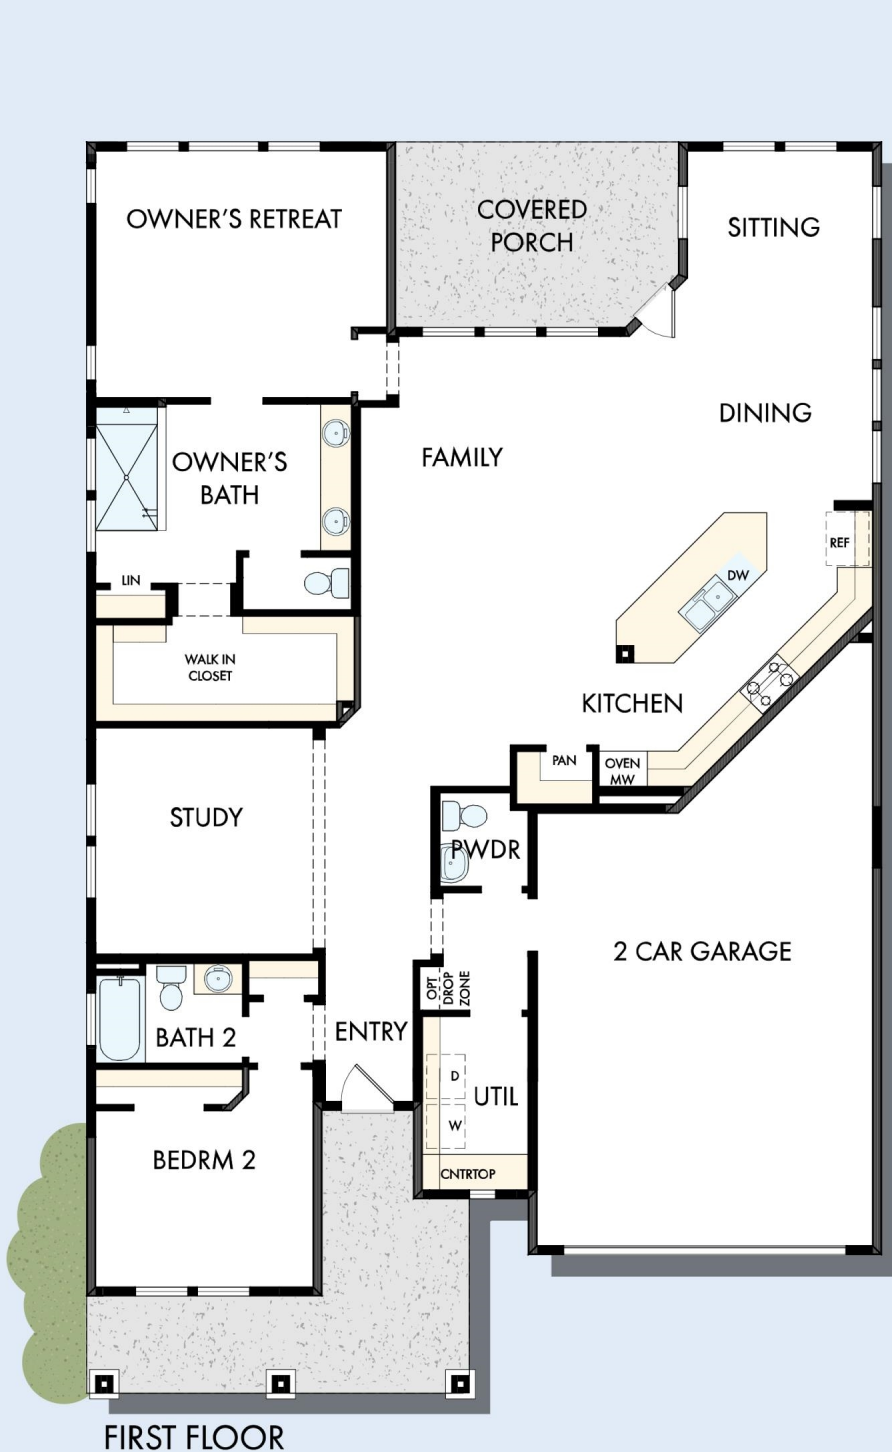 OWNER'S RETREAT
COVERED
PORCH
SITTING
DINING
FAMILY
OWNER'S
BATH
REF
DW
LIN
WALK IN
CLOSET
KITCHEN
PAN
OVEN
MW
STUDY
PWDR
2 CAR GARAGE
OPT
DROP
ZONE
BATH 2
ENTRY
D
UTIL
W
BEDRM 2
CNTRTOP
FIRST FLOOR